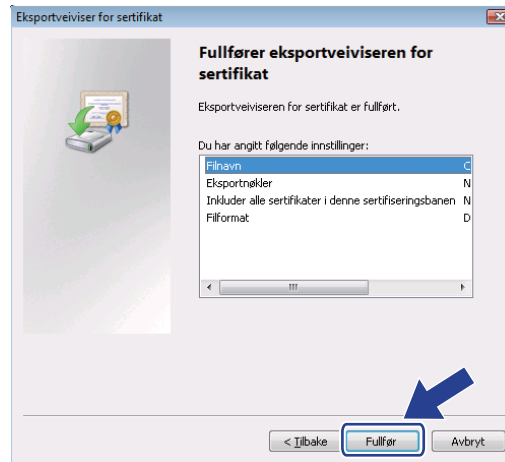 Eksportveiviser for sertifikat
Fullfører eksportveiviseren for
sertifikat
Eksportveiviseren for sertifikat er fullført.
Du har angitt følgende innstillinger:
Filnavn C
Eksportnøkler N
Inkluder alle sertifikater i denne sertifiseringsbanen N
Filformat D
< Tilbake Fullfør Avbryt